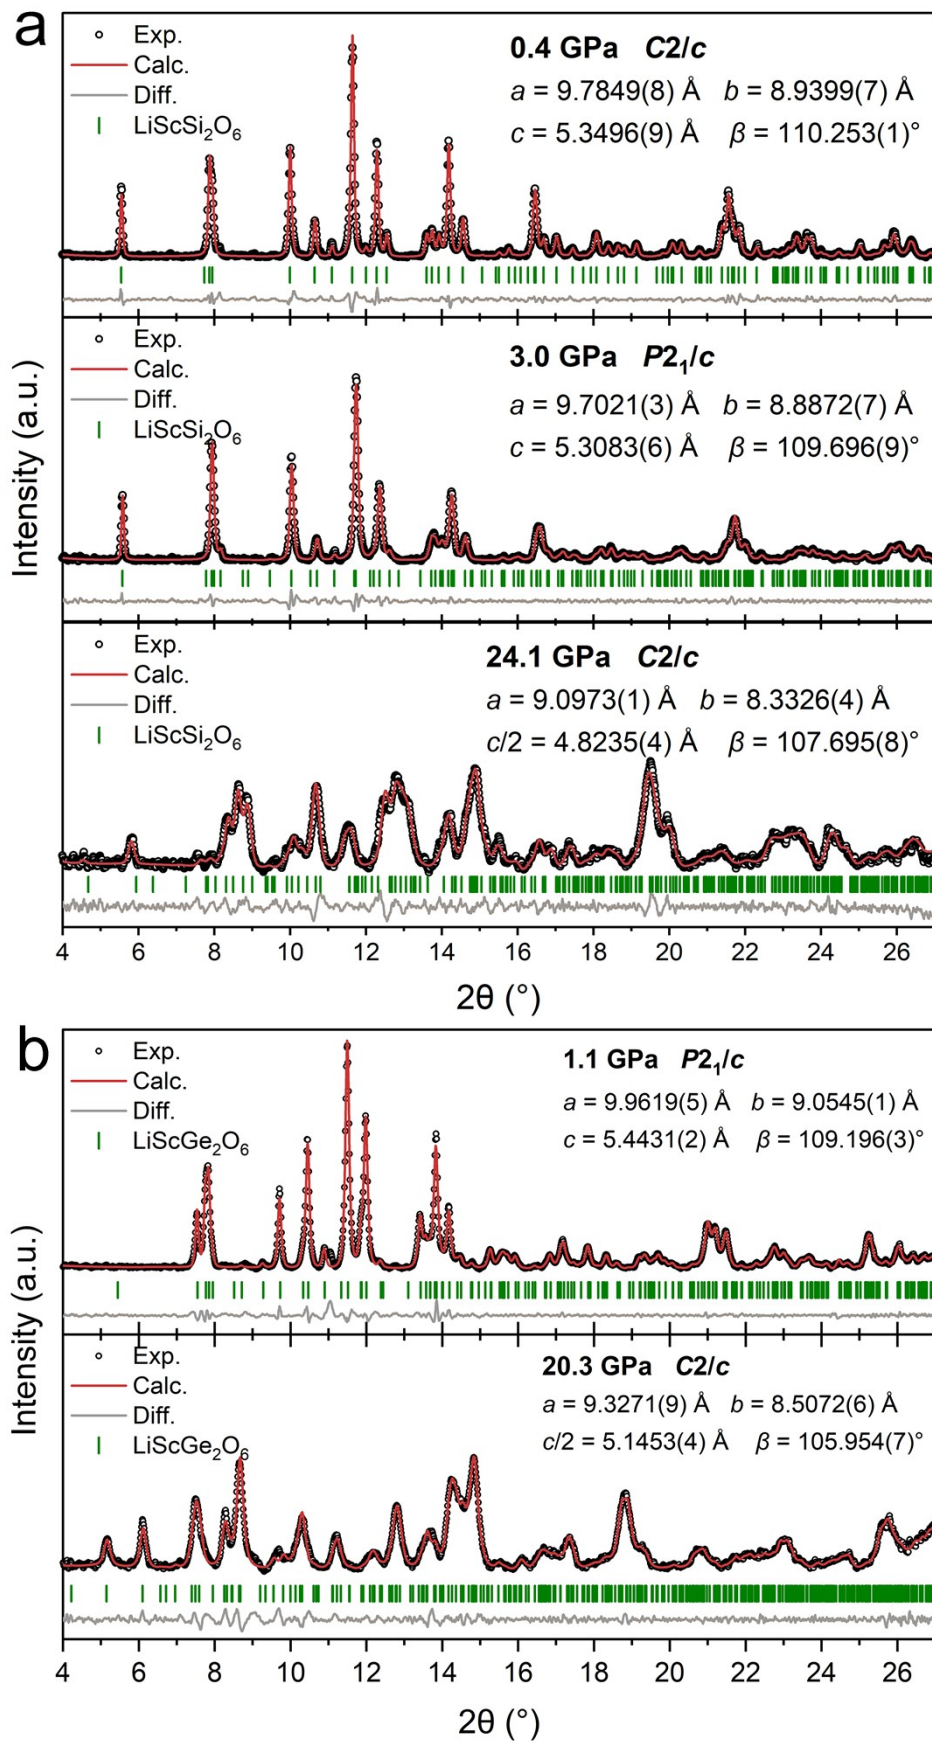 a
Exp.
Calc.
Diff.
LiScSi₂O₆
0.4 GPa C2/c
a = 9.7849(8) Å b = 8.9399(7) Å
c = 5.3496(9) Å β = 110.253(1)°
Exp.
Calc.
Diff.
LiScSi₂O₆
3.0 GPa P2₁/c
a = 9.7021(3) Å b = 8.8872(7) Å
c = 5.3083(6) Å β = 109.696(9)°
Exp.
Calc.
Diff.
LiScSi₂O₆
24.1 GPa C2/c
a = 9.0973(1) Å b = 8.3326(4) Å
c/2 = 4.8235(4) Å β = 107.695(8)°
Intensity (a.u.)
4 6 8 10 12 14 16 18 20 22 24 26
2θ (°)
b
Exp.
Calc.
Diff.
LiScGe₂O₆
1.1 GPa P2₁/c
a = 9.9619(5) Å b = 9.0545(1) Å
c = 5.4431(2) Å β = 109.196(3)°
Exp.
Calc.
Diff.
LiScGe₂O₆
20.3 GPa C2/c
a = 9.3271(9) Å b = 8.5072(6) Å
c/2 = 5.1453(4) Å β = 105.954(7)°
Intensity (a.u.)
4 6 8 10 12 14 16 18 20 22 24 26
2θ (°)